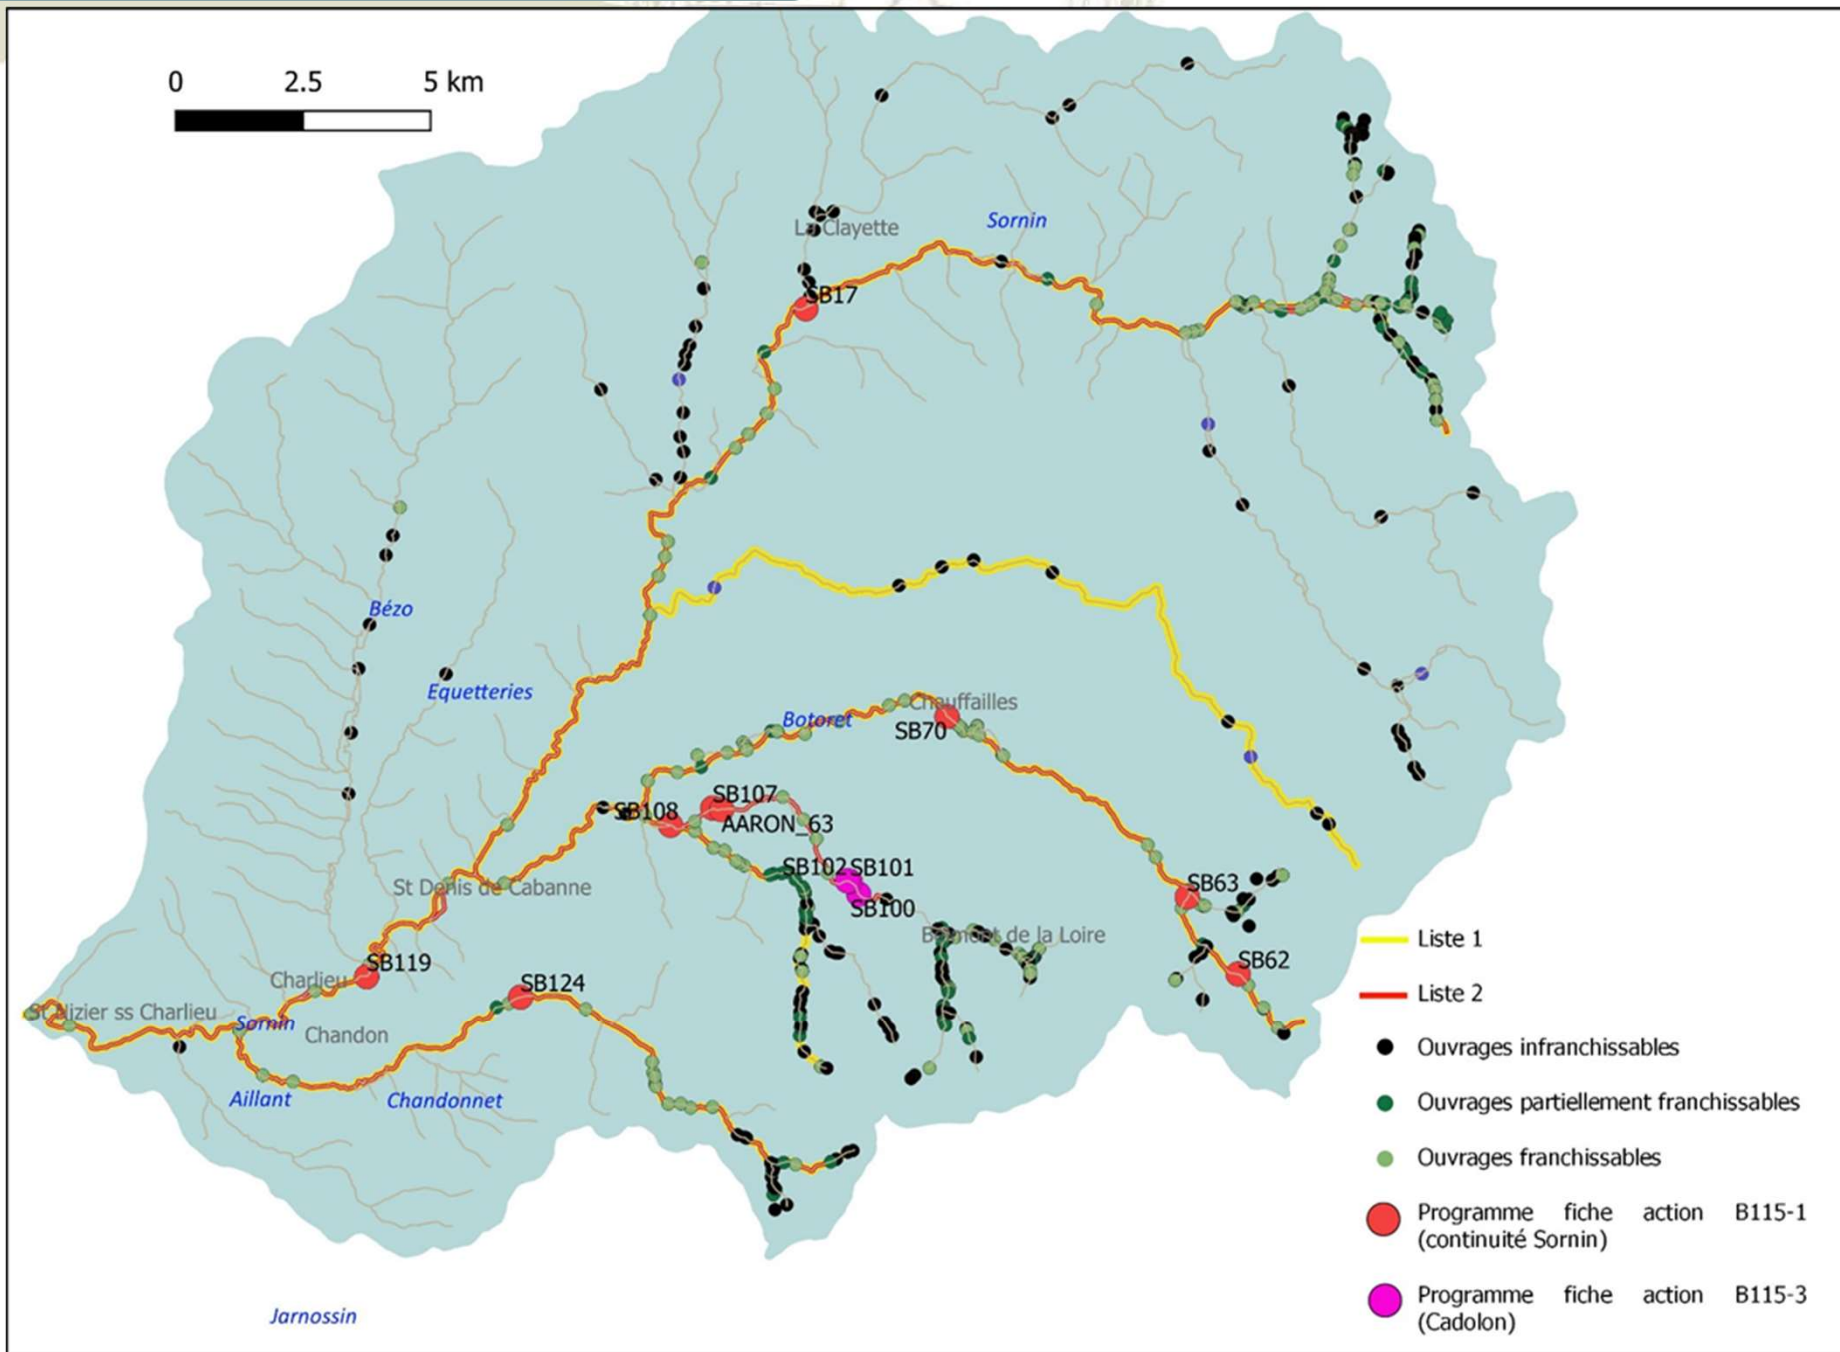 0 2.5 5 km
Sornin
La Clayette
SB17
Bézo
Equetteries
Botoret
Chauffailles
SB70
SB107
SB108
AARON_63
SB102 SB101
SB100
St Denis de Cabanne
SB63
Belmont de la Loire
SB62
SB119
Charlieu
SB124
St Nizier ss Charlieu
Sornin
Chandon
Aillant
Chandonnet
Jarnossin
Liste 1
Liste 2
Ouvrages infranchissables
Ouvrages partiellement franchissables
Ouvrages franchissables
Programme fiche action B115-1
(continuité Sornin)
Programme fiche action B115-3
(Cadolon)